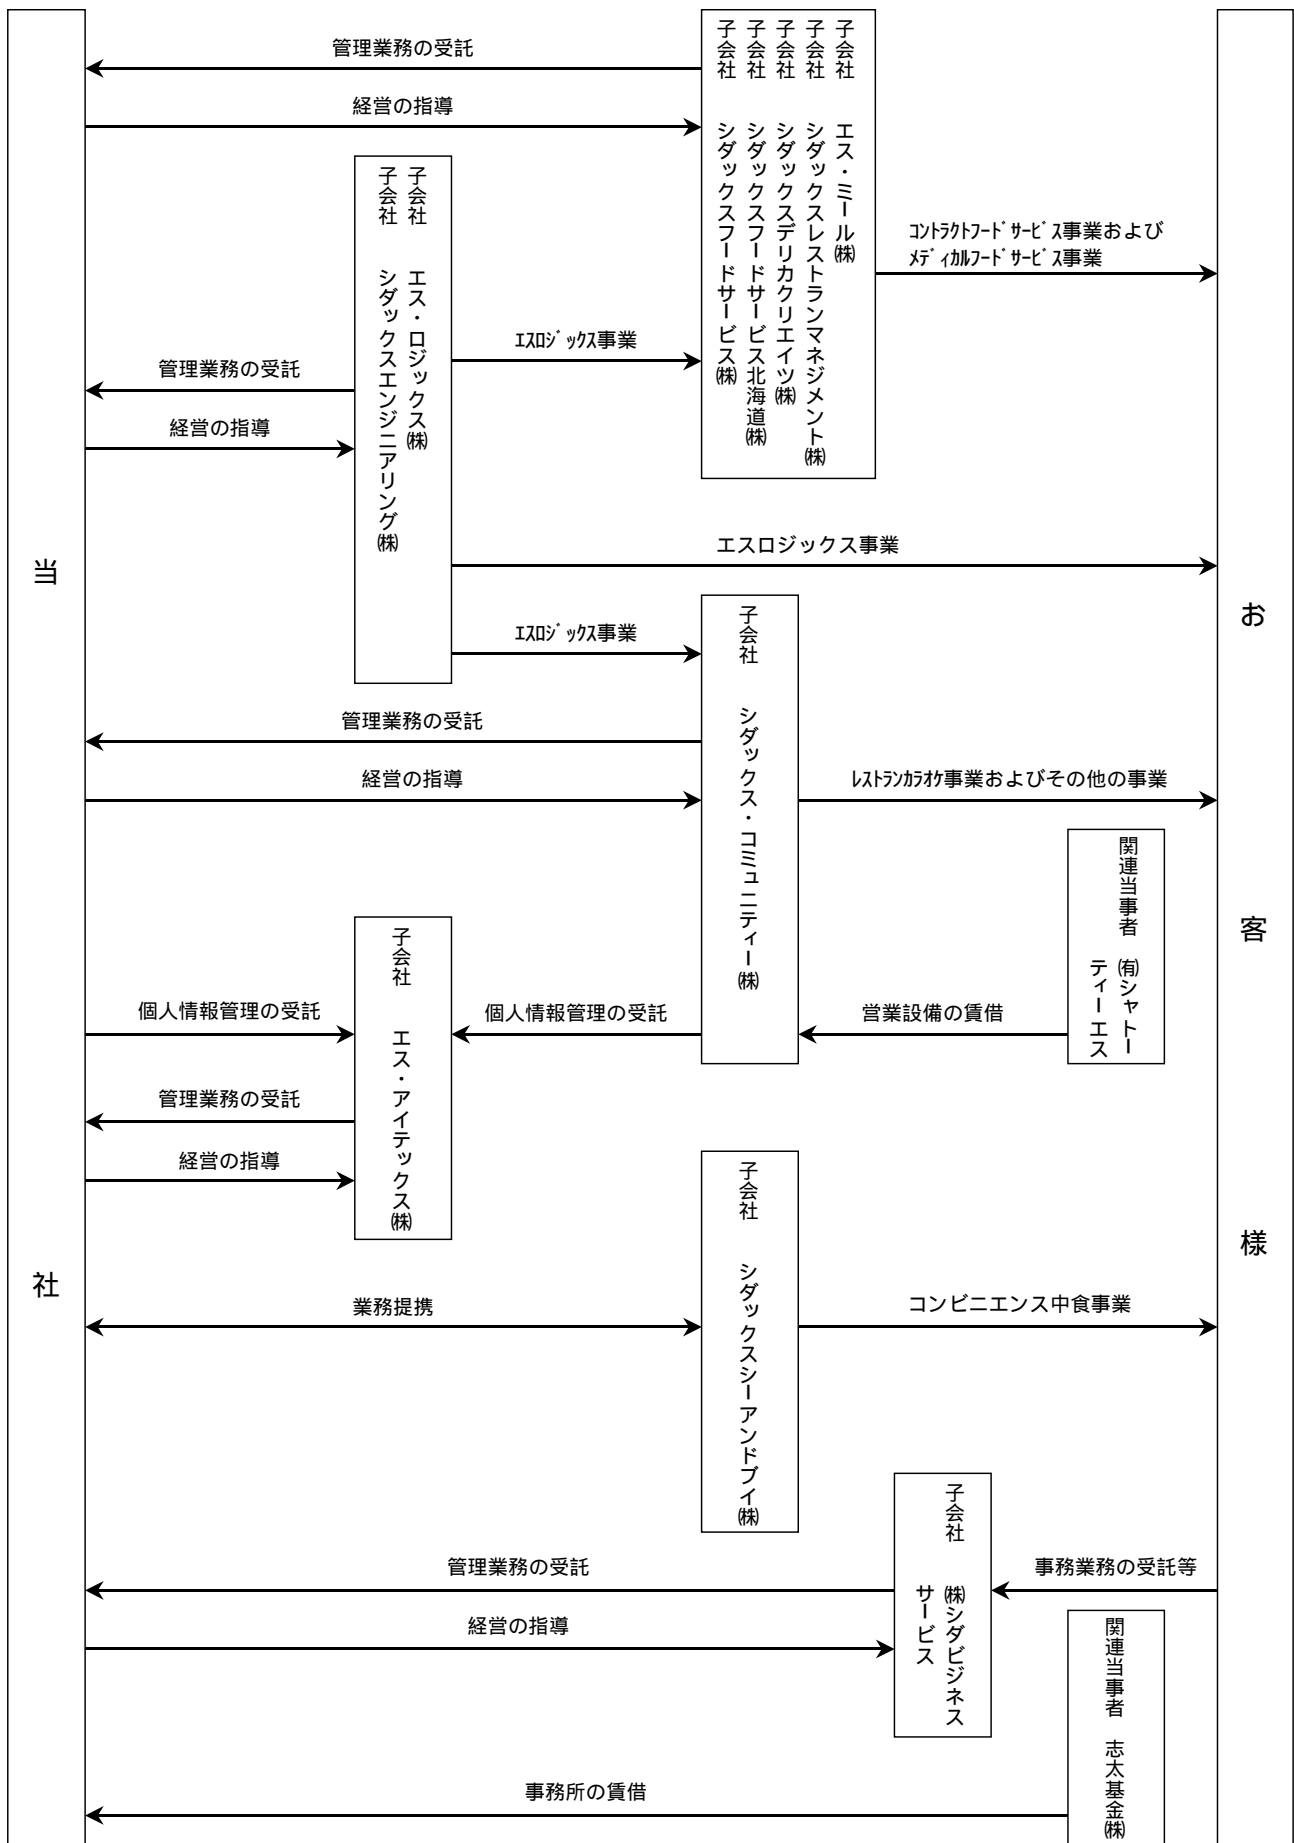 当社
管理業務の受託
経営の指導
子会社 エス・ミール㈱
子会社 シダックスレストランマネジメント㈱
子会社 シダックスデリカクリエイツ㈱
子会社 シダックスフードサービス北海道㈱
子会社 シダックスフードサービス㈱
コントラクトフードサービス事業および
メディカルフードサービス事業
お客様
子会社 エス・ロジックス㈱
子会社 シダックスエンジニアリング㈱
エスロジックス事業
管理業務の受託
経営の指導
エスロジックス事業
エスロジックス事業
子会社 シダックス・コミュニティー㈱
管理業務の受託
経営の指導
レストランカラオケ事業およびその他の事業
関連当事者 ㈲シャトー
ティーエス
子会社 エス・アイテックス㈱
個人情報管理の受託
個人情報管理の受託
営業設備の賃借
管理業務の受託
経営の指導
子会社 シダックスシーアンドブイ㈱
業務提携
コンビニエンス中食事業
子会社 ㈱シダビジネス
サービス
管理業務の受託
事務業務の受託等
経営の指導
関連当事者 志太基金㈱
事務所の賃借